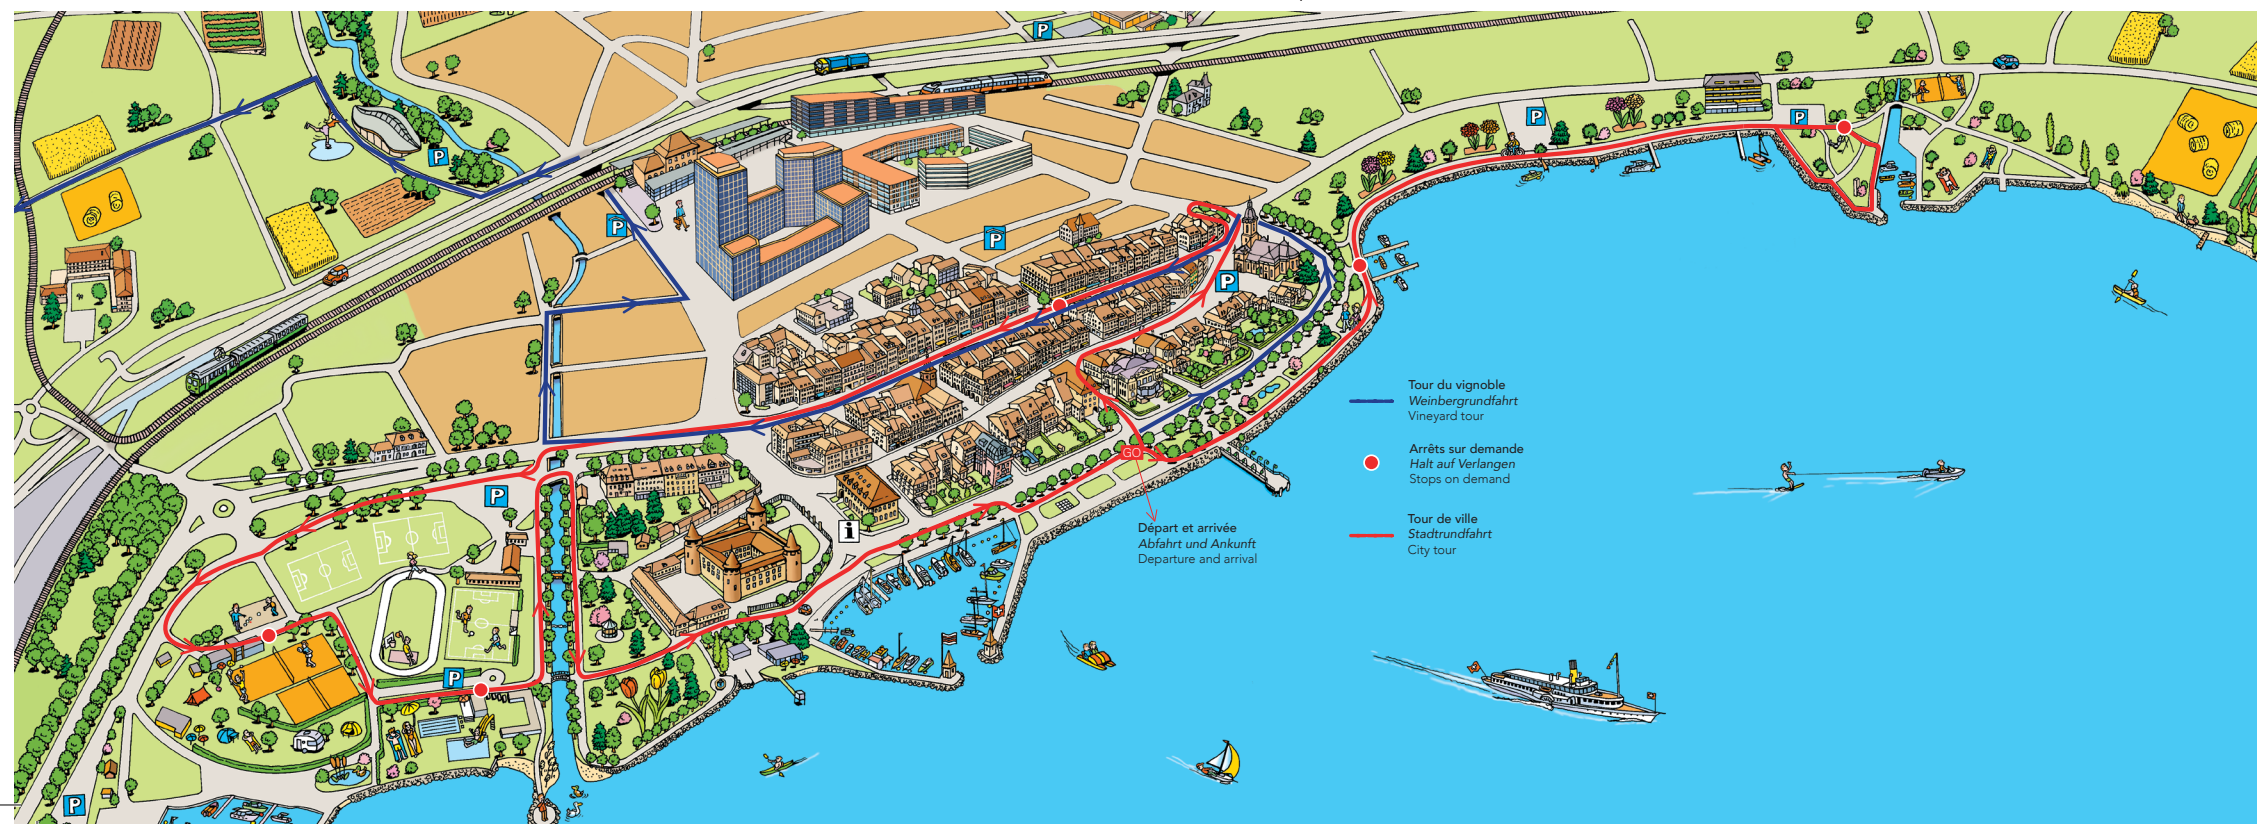 P
P
P
P
P
P
P
P
GO
Tour du vignoble
Weinbergrundfahrt
Vineyard tour
Arrêts sur demande
Halt auf Verlangen
Stops on demand
Tour de ville
Stadtrundfahrt
City tour
Départ et arrivée
Abfahrt und Ankunft
Departure and arrival
P
i
P
P